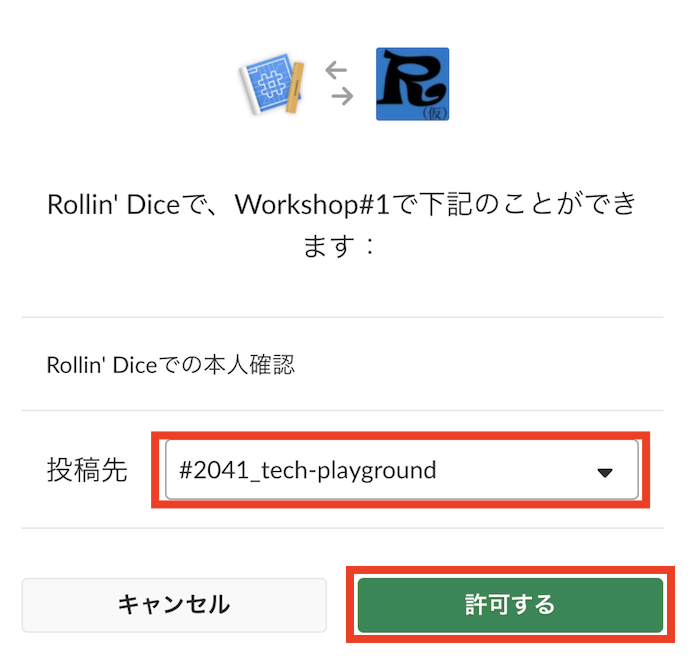 R
(仮)
Rollin' Diceで、Workshop#1で下記のことができ
ます：
Rollin' Diceでの本人確認
投稿先
#2041_tech-playground
キャンセル
許可する